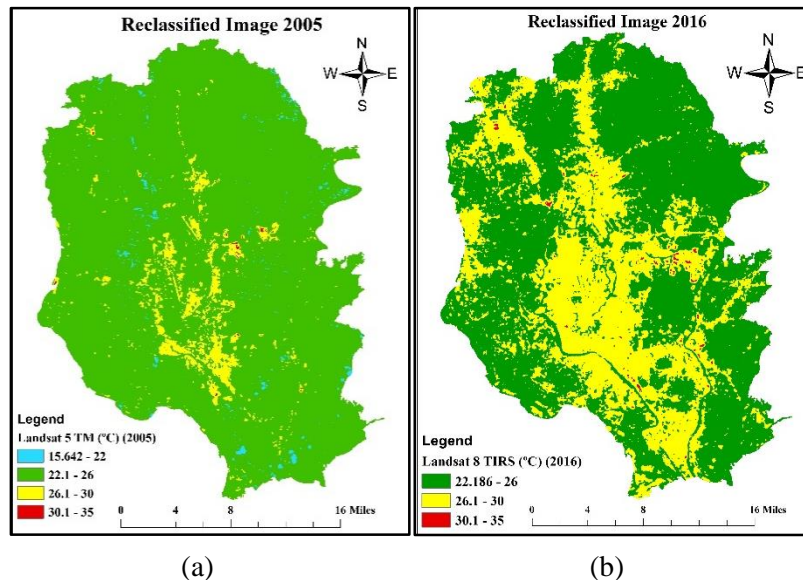 Reclassified Image 2005
N
W E
S
Legend
Landsat 5 TM (ºC) (2005)
15.642 - 22
22.1 - 26
26.1 - 30
30.1 - 35
0 4 8 16 Miles
(a)
Reclassified Image 2016
N
W E
S
Legend
Landsat 8 TIRS (ºC) (2016)
22.186 - 26
26.1 - 30
30.1 - 35
0 4 8 16 Miles
(b)